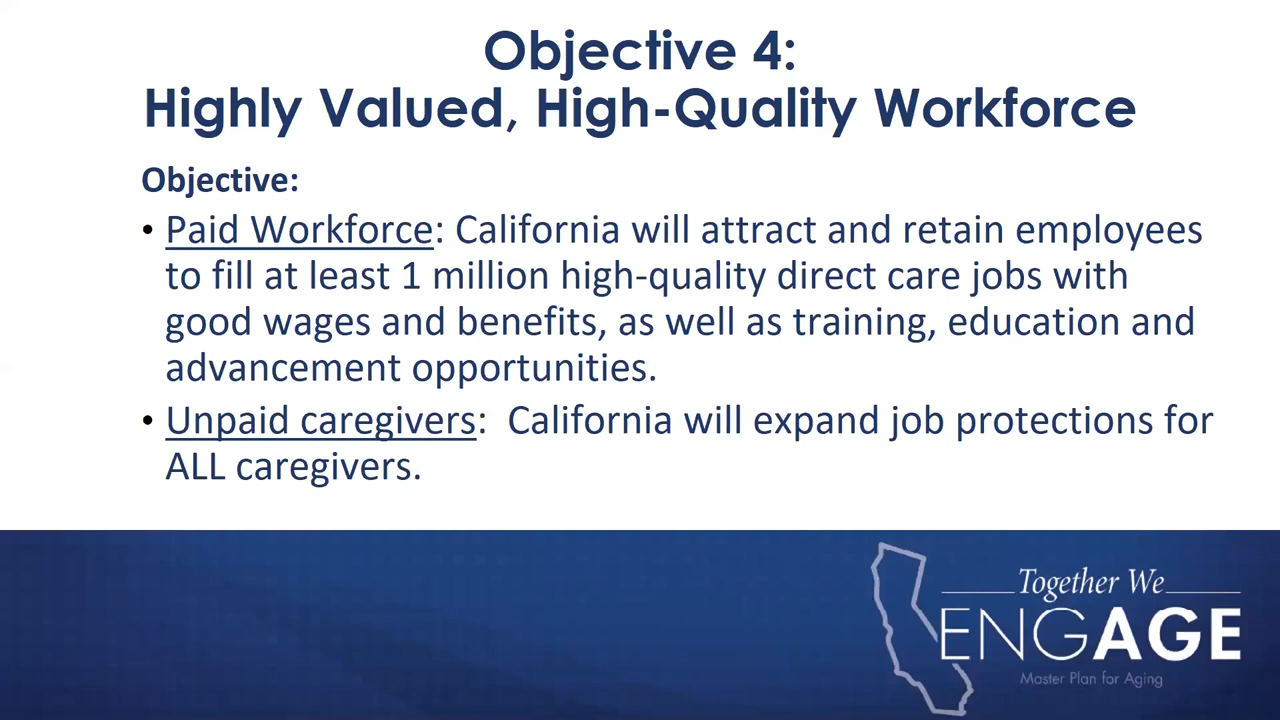 Objective 4:
Highly Valued, High-Quality Workforce
Objective:
• Paid Workforce: California will attract and retain employees
to fill at least 1 million high-quality direct care jobs with
good wages and benefits, as well as training, education and
advancement opportunities.
• Unpaid caregivers:  California will expand job protections for
ALL caregivers.
Together We
ENGAGE
Master Plan for Aging